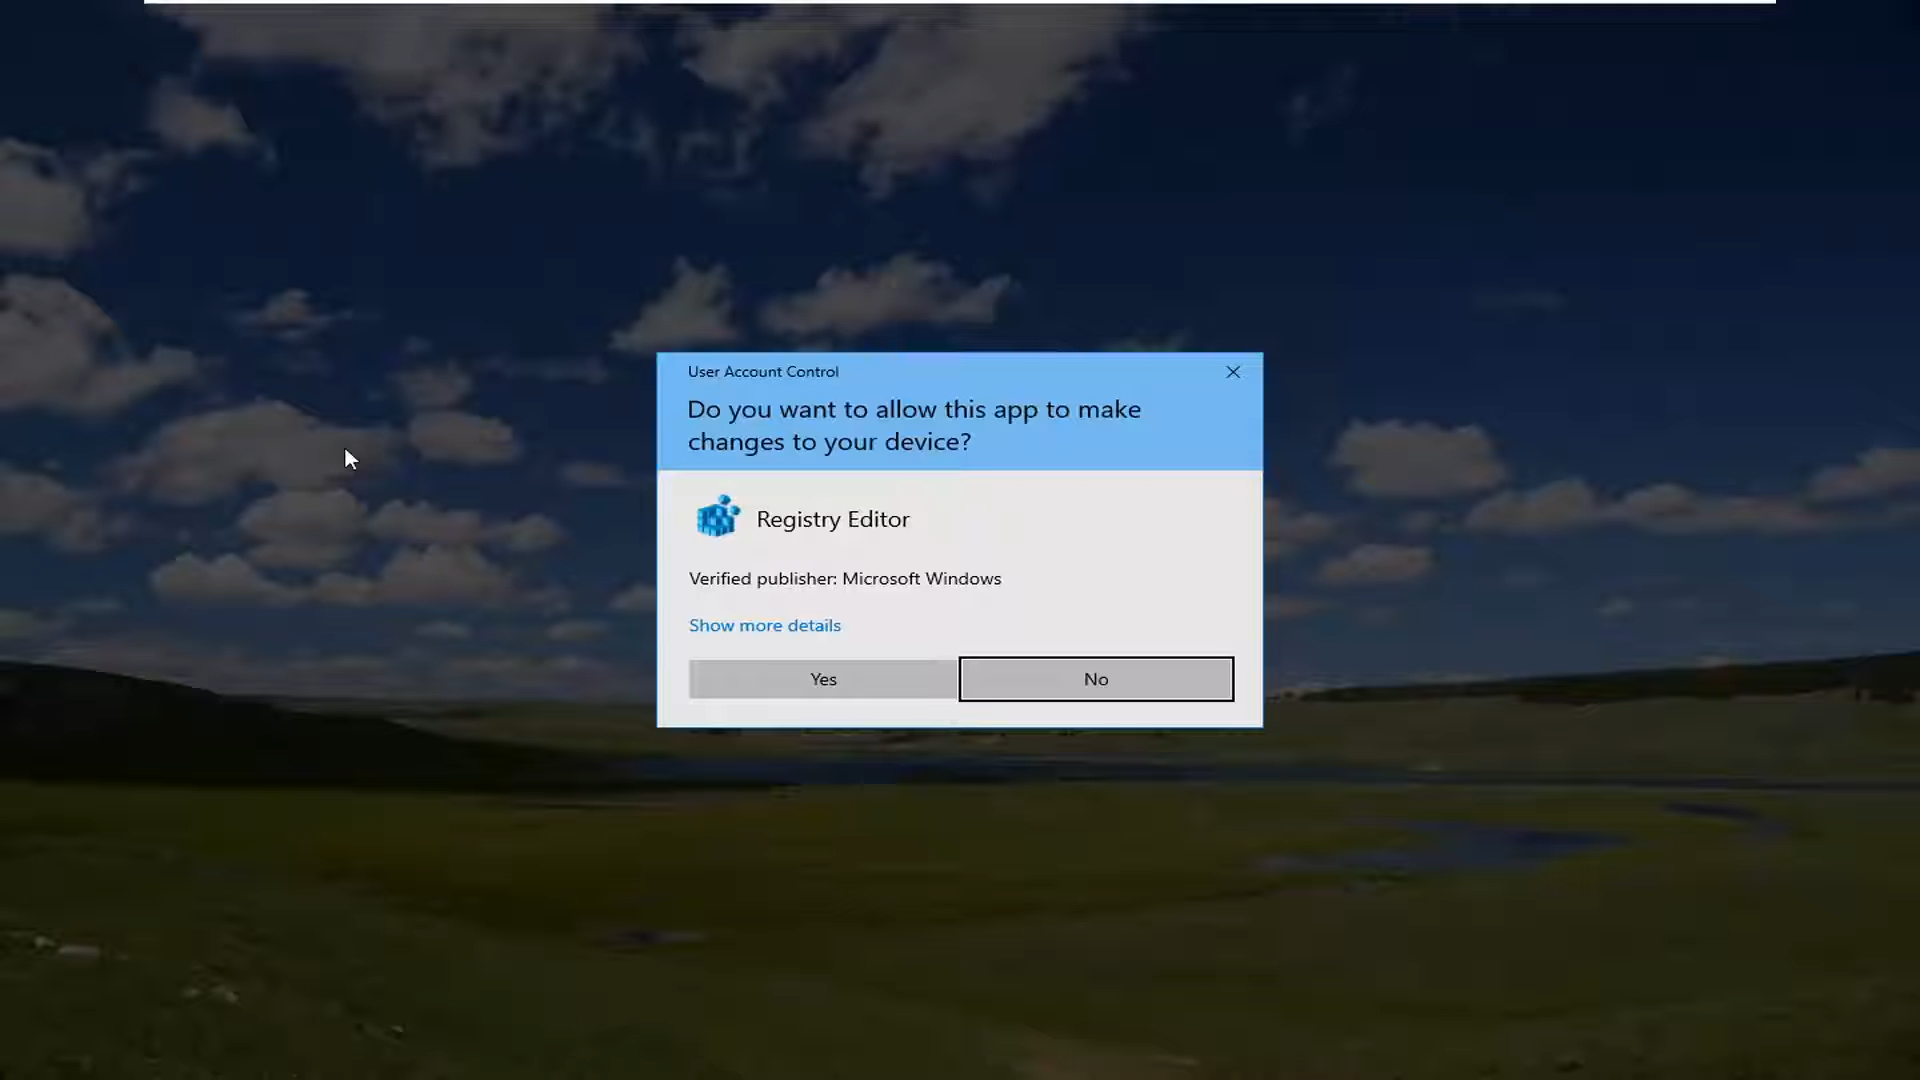 User Account Control
Do you want to allow this app to make
changes to your device?
Registry Editor
Verified publisher: Microsoft Windows
Show more details
Yes
No